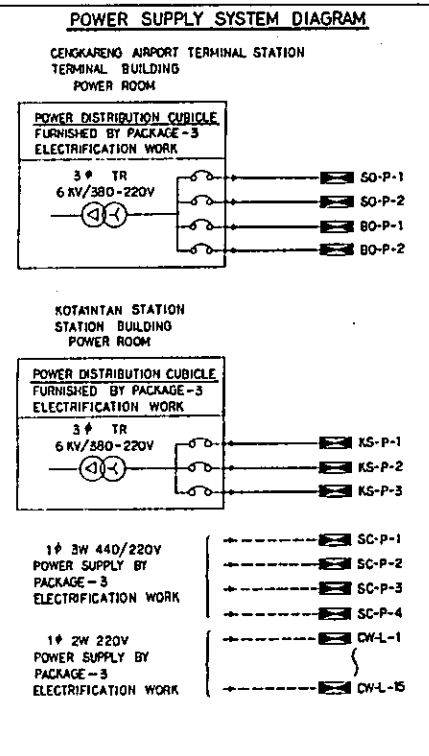 POWER SUPPLY SYSTEM DIAGRAM
CENGKARENG AIRPORT TERMINAL STATION
TERMINAL BUILDING
POWER ROOM
POWER DISTRIBUTION CUBICLE
FURNISHED BY PACKAGE-3
ELECTRIFICATION WORK
3φ TR
6 KV/380-220V
SO-P-1
SO-P-2
BO-P-1
BO-P-2
KOTAINTAN STATION
STATION BUILDING
POWER ROOM
POWER DISTRIBUTION CUBICLE
FURNISHED BY PACKAGE-3
ELECTRIFICATION WORK
3φ TR
6 KV/380-220V
KS-P-1
KS-P-2
KS-P-3
1φ 3W 440/220V
POWER SUPPLY BY
PACKAGE-3
ELECTRIFICATION WORK
SC-P-1
SC-P-2
SC-P-3
SC-P-4
1φ 2W 220V
POWER SUPPLY BY
PACKAGE-3
ELECTRIFICATION WORK
CW-L-1
CW-L-15